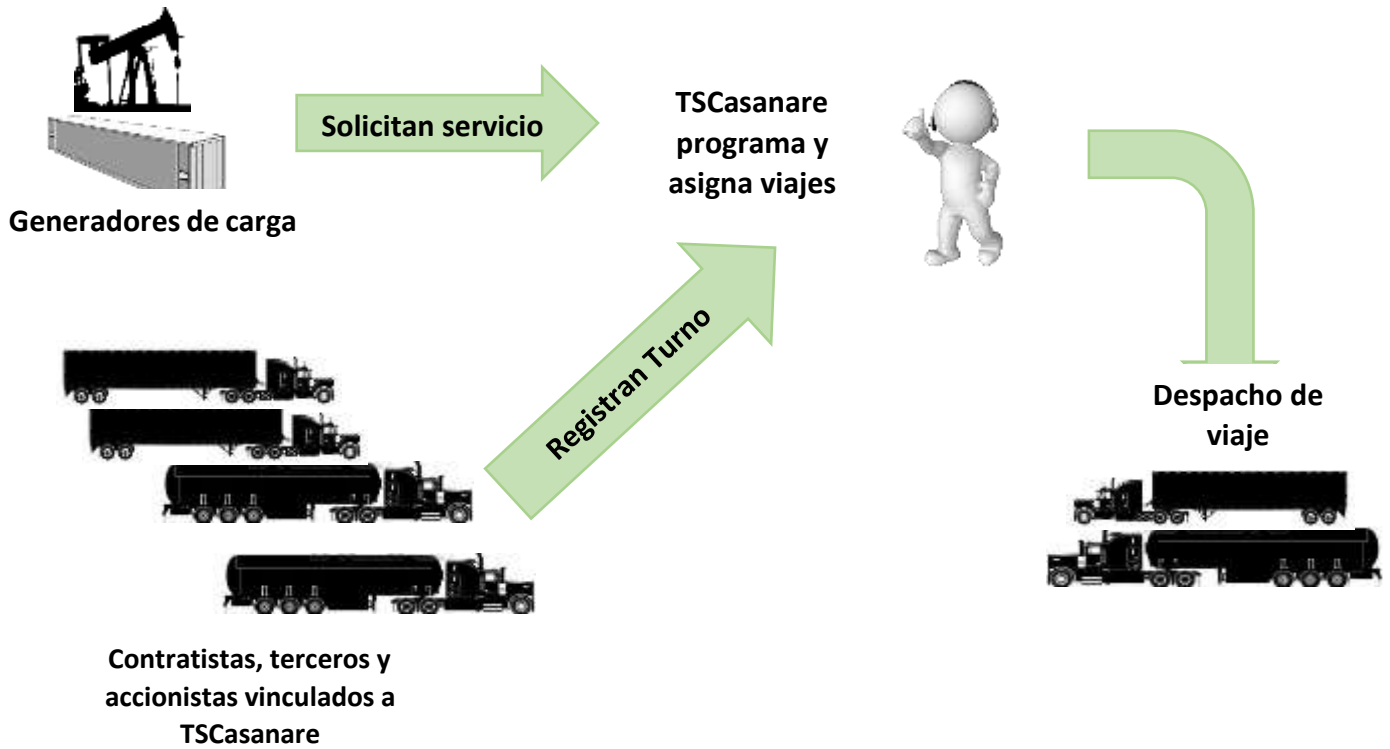 Solicitan servicio
TSCasanare
programa y
asigna viajes
Generadores de carga
Registran Turno
Despacho de
viaje
Contratistas, terceros y
accionistas vinculados a
TSCasanare